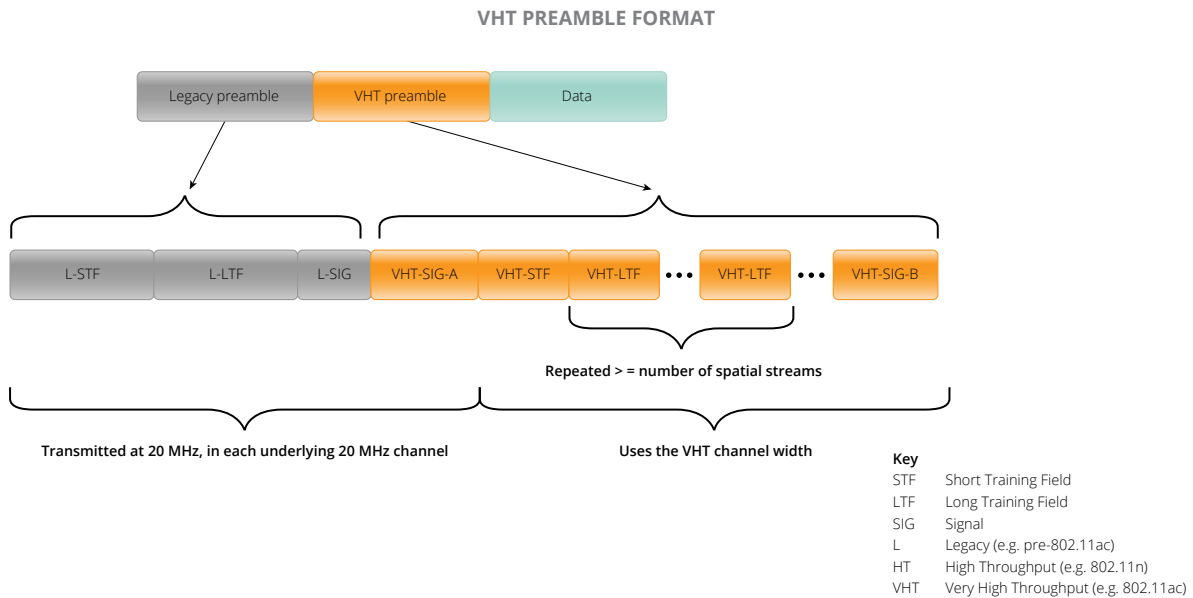 VHT PREAMBLE FORMAT
Legacy preamble VHT preamble Data
L-STF L-LTF L-SIG VHT-SIG-A VHT-STF VHT-LTF ••• VHT-LTF ••• VHT-SIG-B
Repeated > = number of spatial streams
Transmitted at 20 MHz, in each underlying 20 MHz channel Uses the VHT channel width
Key
STF Short Training Field
LTF Long Training Field
SIG Signal
L Legacy (e.g. pre-802.11ac)
HT High Throughput (e.g. 802.11n)
VHT Very High Throughput (e.g. 802.11ac)